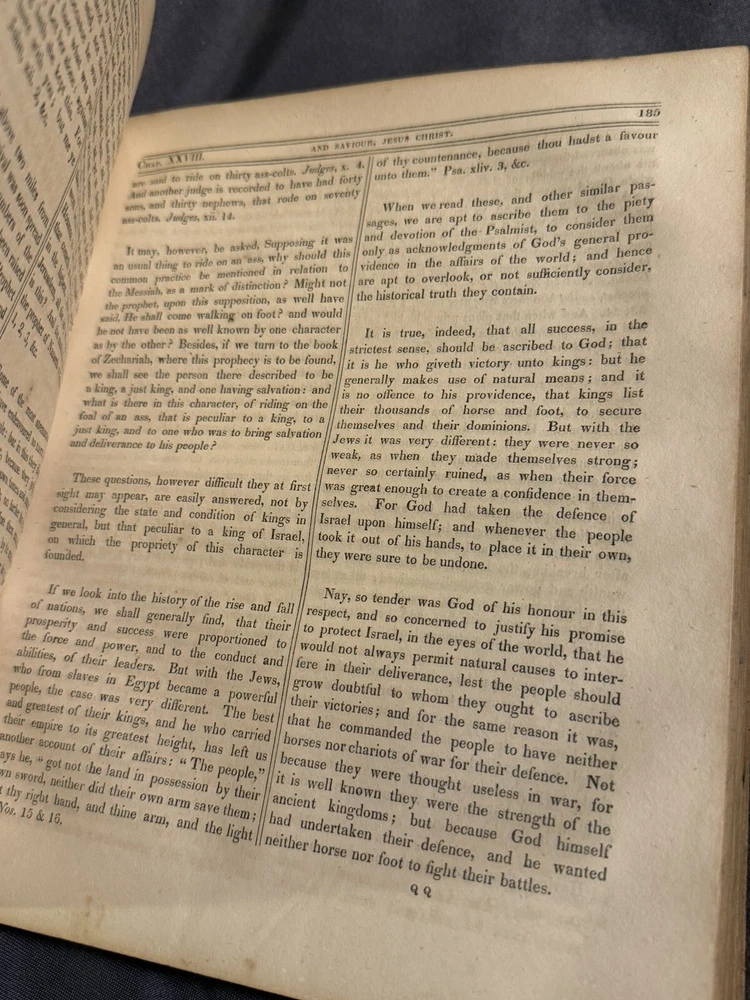 CHAP. XXVIII.
AND SAVIOUR, JESUS CHRIST.
185
are said to ride on thirty ass-colts. Judges, x. 4.
And another judge is recorded to have had forty
sons, and thirty nephews, that rode on seventy
ass-colts. Judges, xii. 14.
It may, however, be asked, Supposing it was
an usual thing to ride on an ass, why should this
common practice be mentioned in relation to
the Messiah, as a mark of distinction? Might not
the prophet, upon this supposition, as well have
said, He shall come walking on foot? and would
he not have been as well known by one character
as by the other? Besides, if we turn to the book
of Zechariah, where this prophecy is to be found,
we shall see the person there described to be
a king, a just king, and one having salvation: and
what is there in this character, of riding on the
foal of an ass, that is peculiar to a king, to a
just king, and to one who was to bring salvation
and deliverance to his people?
These questions, however difficult they at first
sight may appear, are easily answered, not by
considering the state and condition of kings in
general, but that peculiar to a king of Israel,
on which the propriety of this character is
founded.
If we look into the history of the rise and fall
of nations, we shall generally find, that their
prosperity and success were proportioned to
the force and power, and to the conduct and
abilities, of their leaders. But with the Jews,
who from slaves in Egypt became a powerful
people, the case was very different. The best
and greatest of their kings, and he who carried
their empire to its greatest height, has left us
another account of their affairs: "The people,"
ays he, "got not the land in possession by their
wn sword, neither did their own arm save them;
t thy right hand, and thine arm, and the light
Nos. 15 & 16.
of thy countenance, because thou hadst a favour
unto them." Psa. xliv. 3, &c.
When we read these, and other similar pas-
sages, we are apt to ascribe them to the piety
and devotion of the Psalmist, to consider them
only as acknowledgments of God's general pro-
vidence in the affairs of the world; and hence
are apt to overlook, or not sufficiently consider,
the historical truth they contain.
It is true, indeed, that all success, in the
strictest sense, should be ascribed to God; that
it is he who giveth victory unto kings: but he
generally makes use of natural means; and it
is no offence to his providence, that kings list
their thousands of horse and foot, to secure
themselves and their dominions. But with the
Jews it was very different: they were never so
weak, as when they made themselves strong;
never so certainly ruined, as when their force
was great enough to create a confidence in them-
selves. For God had taken the defence of
Israel upon himself; and whenever the people
took it out of his hands, to place it in their own,
they were sure to be undone.
Nay, so tender was God of his honour in this
respect, and so concerned to justify his promise
to protect Israel, in the eyes of the world, that he
would not always permit natural causes to inter-
fere in their deliverance, lest the people should
grow doubtful to whom they ought to ascribe
their victories; and for the same reason it was,
that he commanded the people to have neither
horses nor chariots of war for their defence. Not
because they were thought useless in war, for
it is well known they were the strength of the
ancient kingdoms; but because God himself
had undertaken their defence, and he wanted
neither horse nor foot to fight their battles.
Q Q